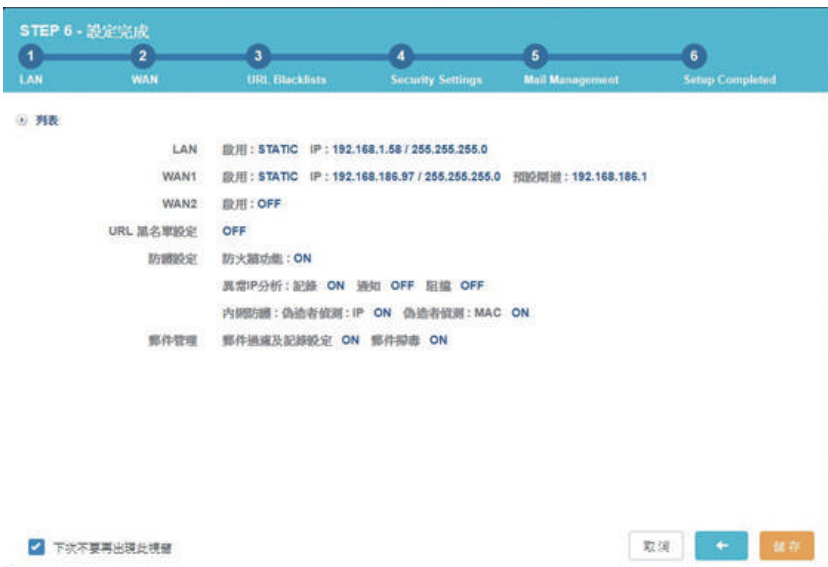 STEP 6 - 設定完成
1 2 3 4 5 6
LAN WAN URL Blacklists Security Settings Mail Management Setup Completed
列表
LAN 啟用 : STATIC IP : 192.168.1.58 / 255.255.255.0
WAN1 啟用 : STATIC IP : 192.168.186.97 / 255.255.255.0 預設閘道 : 192.168.186.1
WAN2 啟用 : OFF
URL 黑名單設定 OFF
防護設定 防火牆功能 : ON
異常IP分析 : 記錄 ON 通知 OFF 阻擋 OFF
內網防護 : 偽造者偵測 : IP ON 偽造者偵測 : MAC ON
郵件管理 郵件過濾及記錄設定 ON 郵件掃毒 ON
下次不要再出現此視窗
取消 儲存